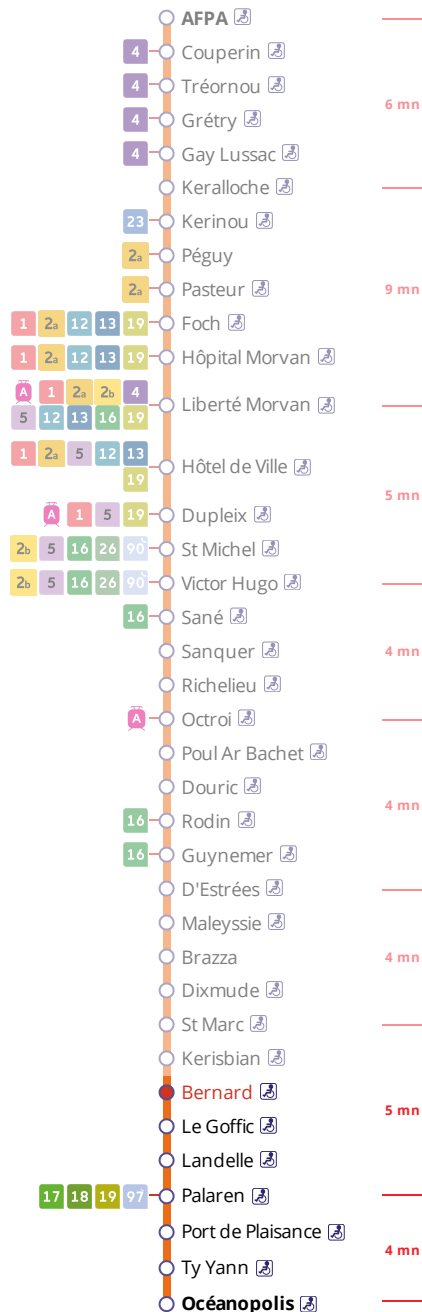 AFPA
4 Couperin
4 Tréornou
6 mn
4 Grétry
4 Gay Lussac
Keralloche
23 Kerinou
2a Péguy
2a Pasteur
9 mn
1 2a 12 13 19 Foch
1 2a 12 13 19 Hôpital Morvan
A 1 2a 2b 4
5 12 13 16 19
Liberté Morvan
1 2a 5 12 13
19
Hôtel de Ville
5 mn
A 1 5 19 Dupleix
2b 5 16 26 90 St Michel
2b 5 16 26 90 Victor Hugo
16 Sané
Sanquer
4 mn
Richelieu
A Octroi
Poul Ar Bachet
Douric
4 mn
16 Rodin
16 Guynemer
D'Estrées
Maleyssie
Brazza
4 mn
Dixmude
St Marc
Kerisbian
Bernard
5 mn
Le Goffic
Landelle
17 18 19 97 Palaren
Port de Plaisance
4 mn
Ty Yann
Océanopolis